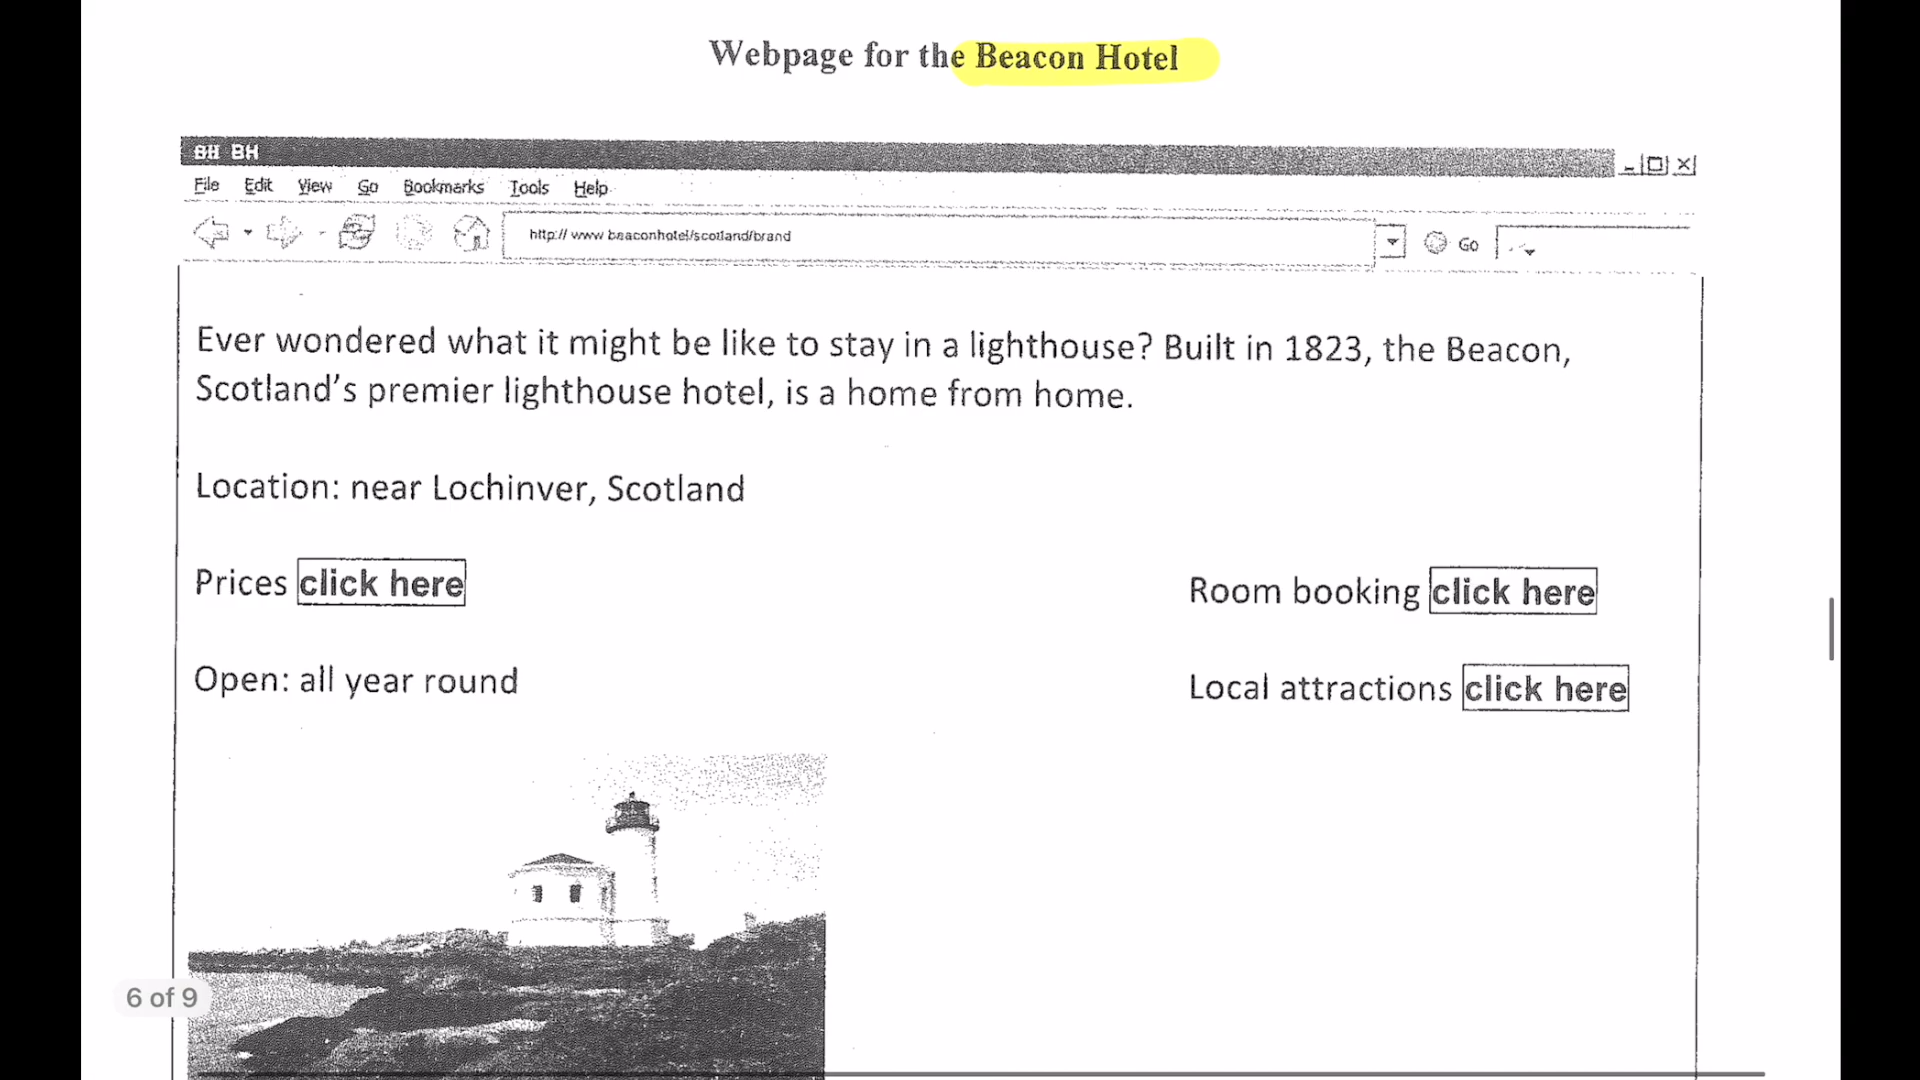 Webpage for the Beacon Hotel
BH BH
File Edit View Go Bookmarks Tools Help
http:// www beaconhotel/scotland/brand
Go
Ever wondered what it might be like to stay in a lighthouse? Built in 1823, the Beacon,
Scotland's premier lighthouse hotel, is a home from home.
Location: near Lochinver, Scotland
Prices click here
Room booking click here
Open: all year round
Local attractions click here
6 of 9